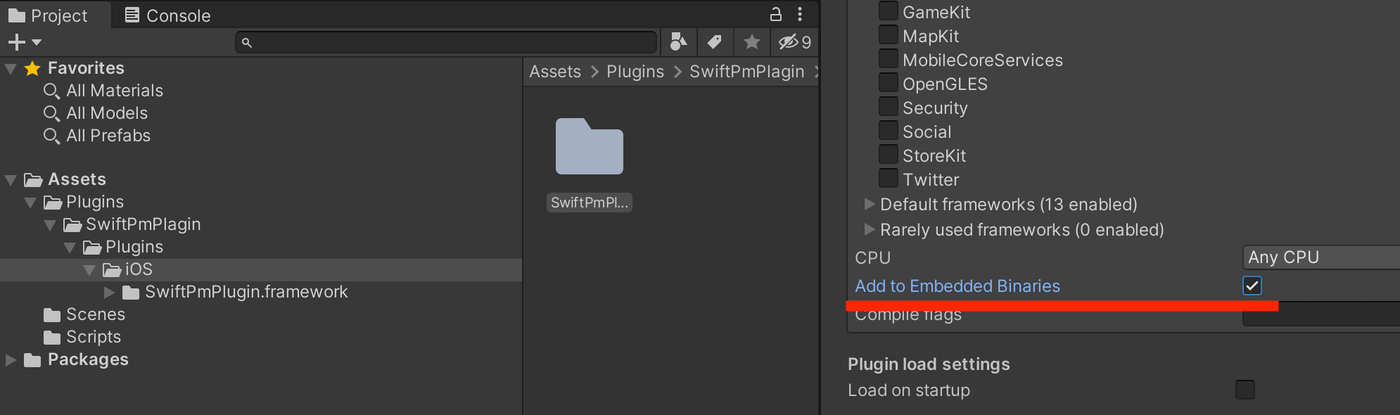 Project
Console
9
Favorites
All Materials
All Models
All Prefabs
Assets
Plugins
SwiftPmPlagin
Plugins
iOS
SwiftPmPlugin.framework
Scenes
Scripts
Packages
Assets > Plugins > SwiftPmPlagin >
SwiftPmPl...
GameKit
MapKit
MobileCoreServices
OpenGLES
Security
Social
StoreKit
Twitter
Default frameworks (13 enabled)
Rarely used frameworks (0 enabled)
CPU Any CPU
Add to Embedded Binaries
Compile flags
Plugin load settings
Load on startup